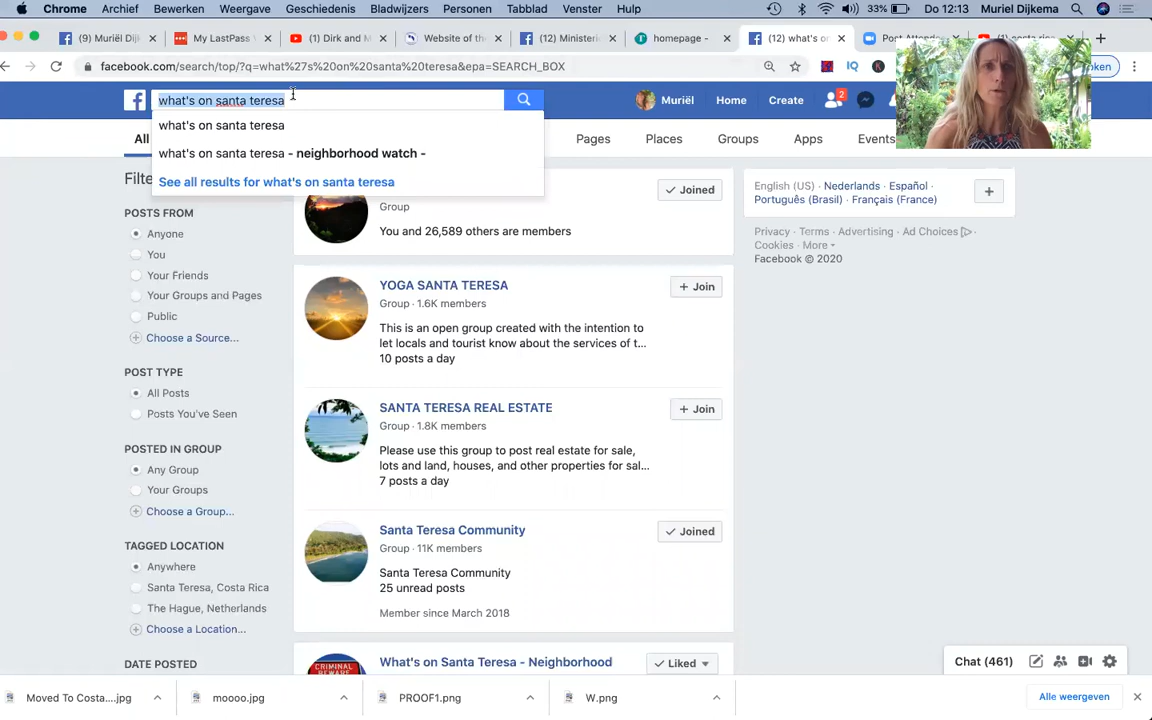 Chrome Archief Bewerken Weergave Geschiedenis Bladwijzers Personen Tabblad Venster Help 33% Do 12:13 Muriel Dijkema
(9) Muriël Dijk My LastPass (1) Dirk and M Website of the (12) Ministeri homepage - (12) what's o Post Attende
facebook.com/search/top/?q=what%27s%20on%20santa%20teresa&epa=SEARCH_BOX IQ K
what's on santa teresa Muriël Home Create 2
what's on santa teresa
All Pages Places Groups Apps Events
what's on santa teresa - neighborhood watch -
See all results for what's on santa teresa
Filte
Joined
Group
You and 26,589 others are members
English (US) · Nederlands · Español ·
Português (Brasil) · Français (France)
Privacy · Terms · Advertising · Ad Choices ·
Cookies · More
Facebook © 2020
POSTS FROM
Anyone
You
Your Friends
Your Groups and Pages
Public
Choose a Source...
POST TYPE
All Posts
Posts You've Seen
POSTED IN GROUP
Any Group
Your Groups
Choose a Group...
TAGGED LOCATION
Anywhere
Santa Teresa, Costa Rica
The Hague, Netherlands
Choose a Location...
DATE POSTED
YOGA SANTA TERESA
+ Join
Group · 1.6K members
This is an open group created with the intention to
let locals and tourist know about the services of t...
10 posts a day
SANTA TERESA REAL ESTATE
+ Join
Group · 1.8K members
Please use this group to post real estate for sale,
lots and land, houses, and other properties for sal...
7 posts a day
Santa Teresa Community
Joined
Group · 11K members
Santa Teresa Community
25 unread posts
Member since March 2018
CRIMINAL
BEWARE
What's on Santa Teresa - Neighborhood
Liked
Chat (461)
Moved To Costa....jpg moooo.jpg PROOF1.png W.png Alle weergeven